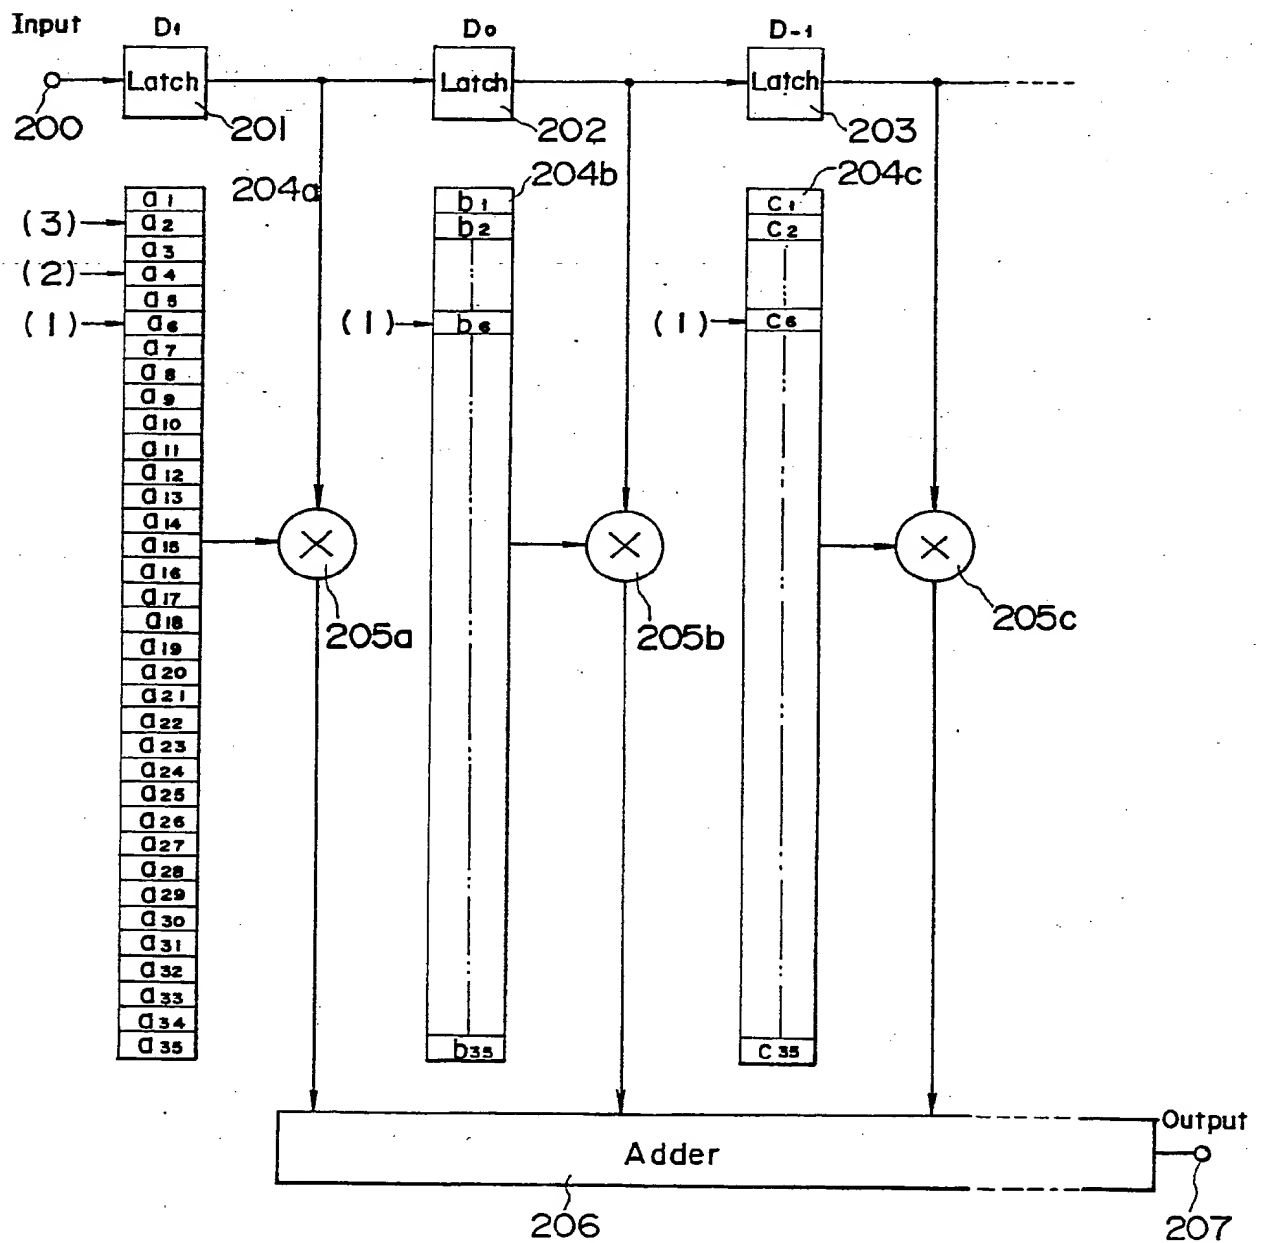 Input
D1
D0
D-1
Latch
Latch
Latch
200
201
202
203
204a
204b
204c
a1
a2
a3
a4
a5
a6
a7
a8
a9
a10
a11
a12
a13
a14
a15
a16
a17
a18
a19
a20
a21
a22
a23
a24
a25
a26
a27
a28
a29
a30
a31
a32
a33
a34
a35
(3)
(2)
(1)
b1
b2
(1)
b6
b35
c1
c2
(1)
c6
c35
205a
205b
205c
Adder
Output
206
207